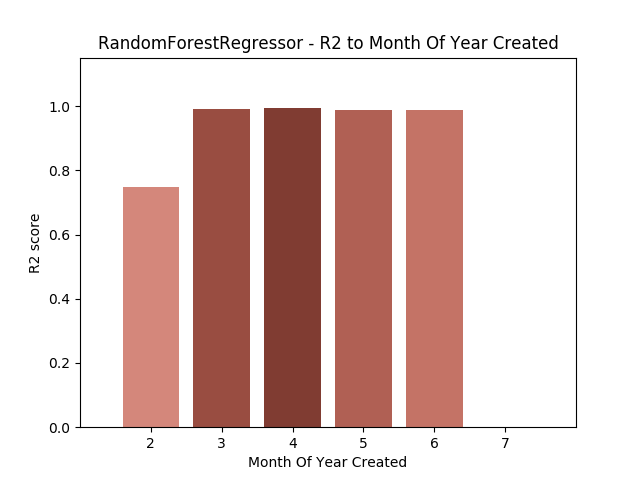 RandomForestRegressor - R2 to Month Of Year Created
1.0
0.8
0.6
0.4
0.2
0.0
R2 score
2 3 4 5 6 7
Month Of Year Created